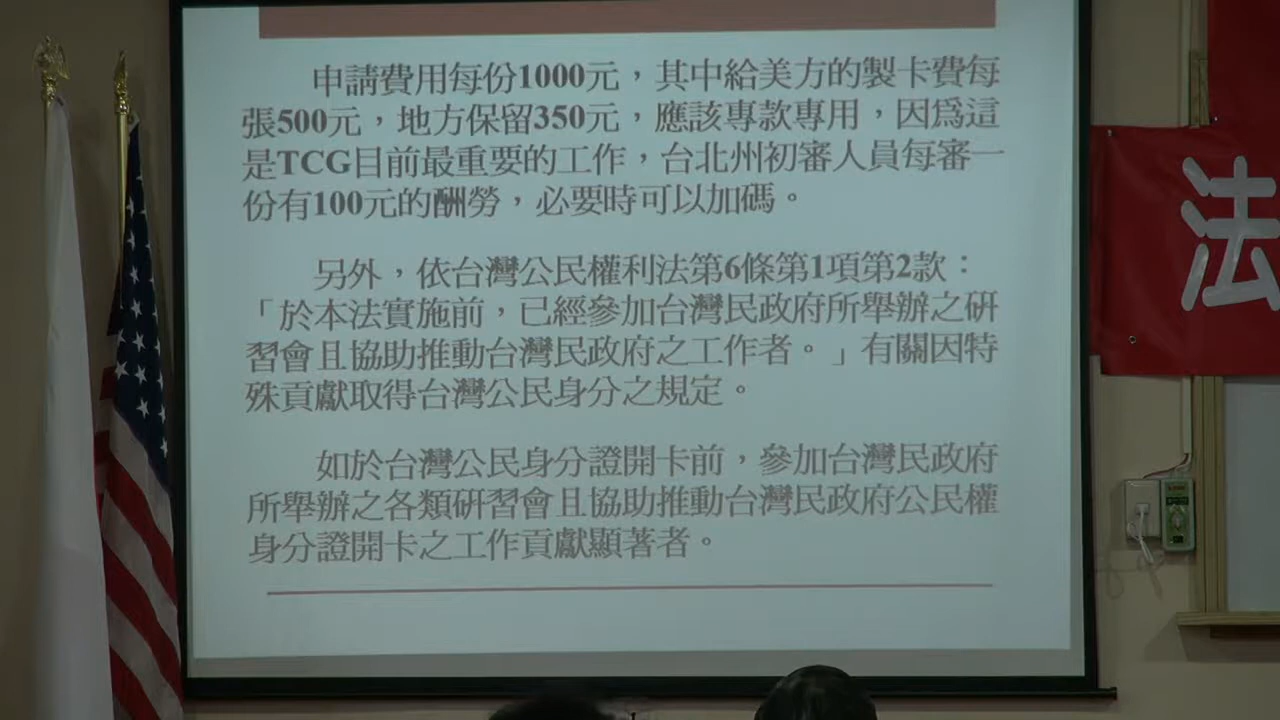 申請費用每份1000元，其中給美方的製卡費每
張500元，地方保留350元，應該專款專用，因爲這
是TCG目前最重要的工作，台北州初審人員每審一
份有100元的酬勞，必要時可以加碼。
另外，依台灣公民權利法第6條第1項第2款：
「於本法實施前，已經參加台灣民政府所舉辦之研
習會且協助推動台灣民政府之工作者。」有關因特
殊貢獻取得台灣公民身分之規定。
如於台灣公民身分證開卡前，參加台灣民政府
所舉辦之各類研習會且協助推動台灣民政府公民權
身分證開卡之工作貢獻顯著者。
法